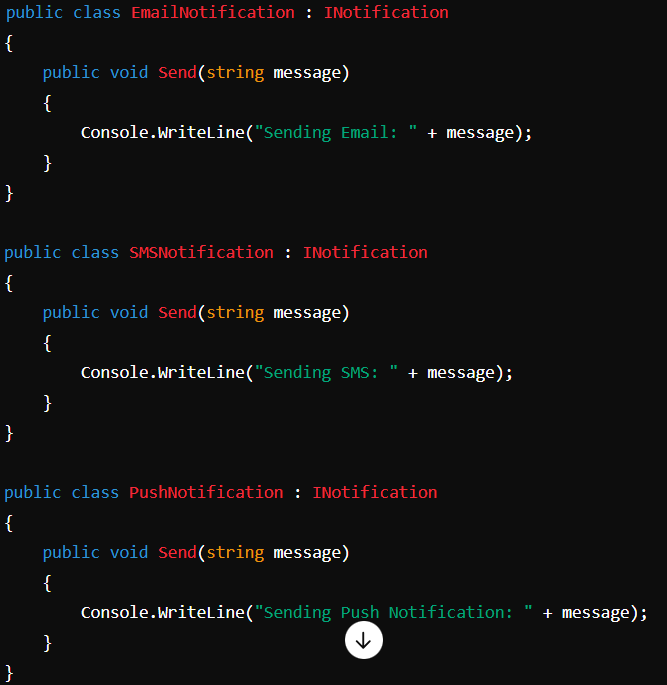 public class EmailNotification : INotification
{
    public void Send(string message)
    {
        Console.WriteLine("Sending Email: " + message);
    }
}

public class SMSNotification : INotification
{
    public void Send(string message)
    {
        Console.WriteLine("Sending SMS: " + message);
    }
}

public class PushNotification : INotification
{
    public void Send(string message)
    {
        Console.WriteLine("Sending Push Notification: " + message);
    }
}